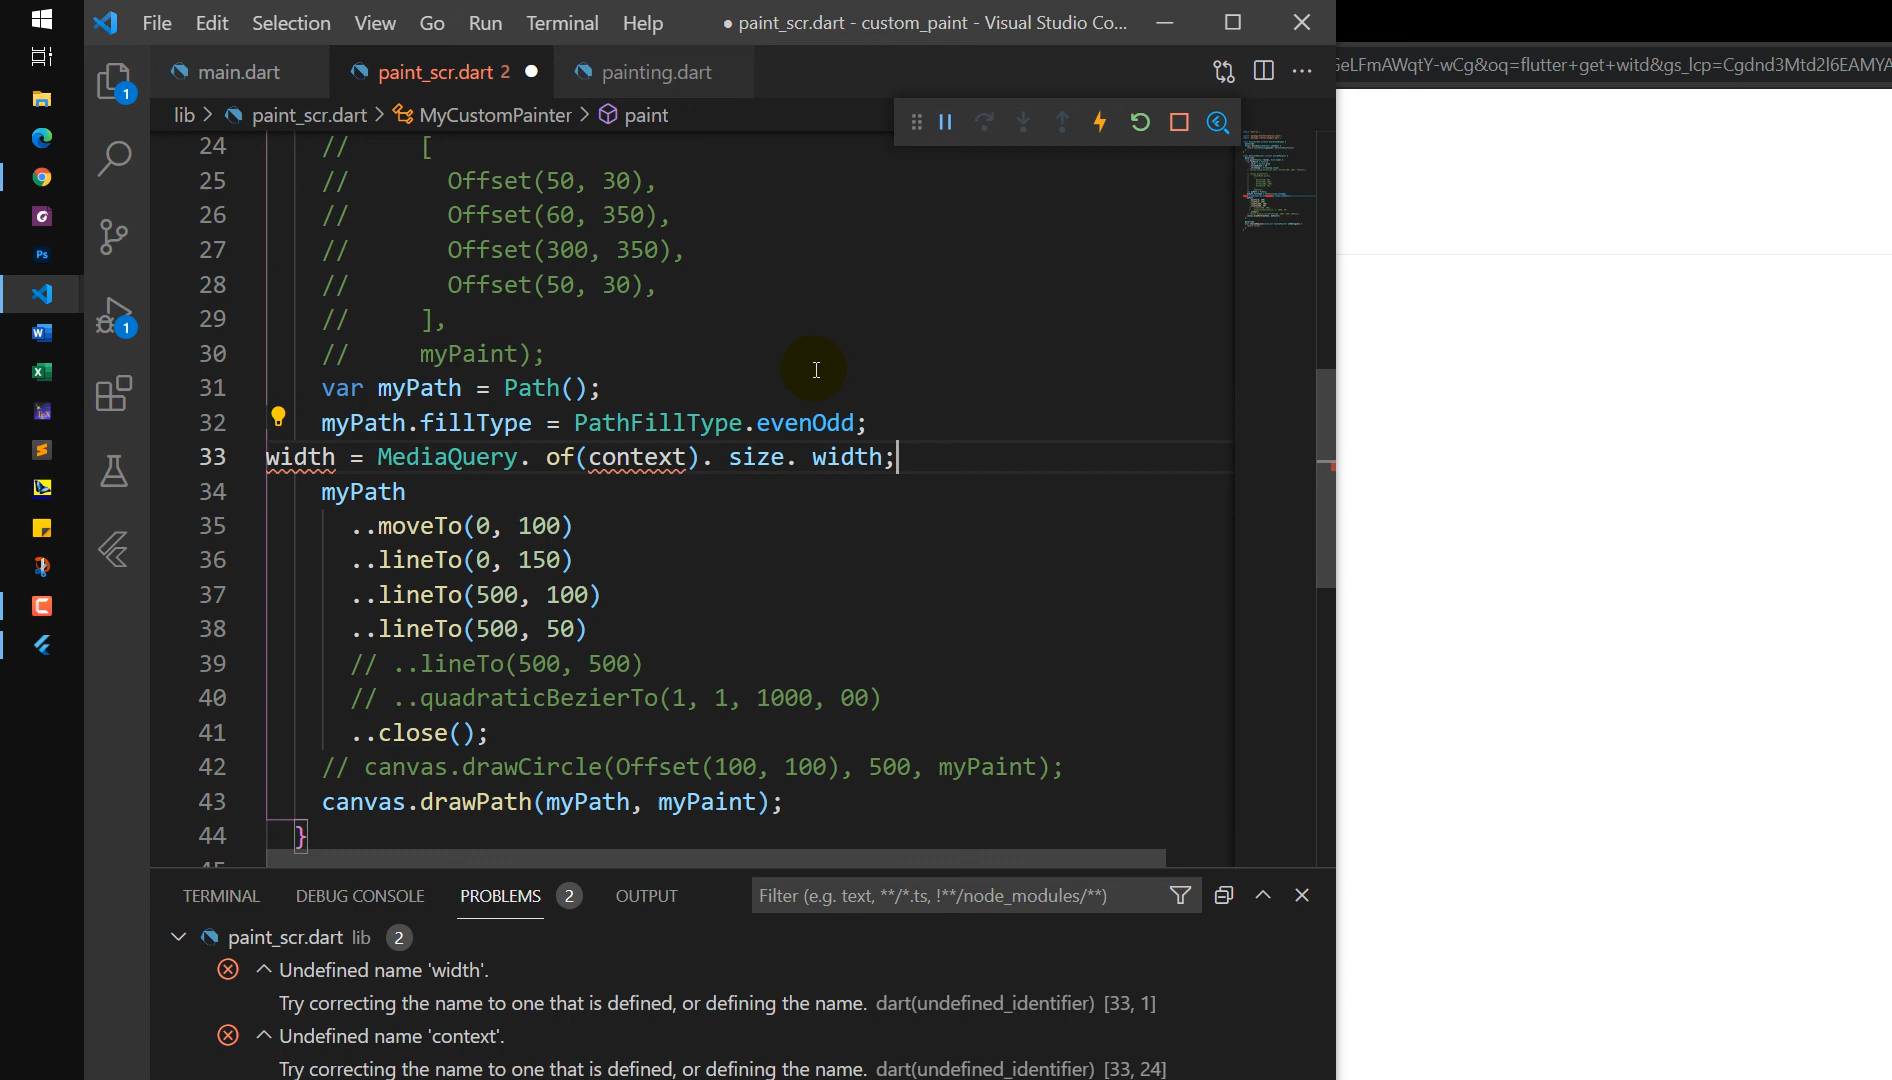 File Edit Selection View Go Run Terminal Help ● paint_scr.dart - custom_paint - Visual Studio Co...
GeLFmAWqtY-wCg&oq=flutter+get+witd&gs_lcp=Cgdnd3Mtd2l6EAMYA
main.dart paint_scr.dart 2 painting.dart
lib > paint_scr.dart > MyCustomPainter > paint
24 // [
25 // Offset(50, 30),
26 // Offset(60, 350),
27 // Offset(300, 350),
28 // Offset(50, 30),
29 // ],
30 // myPaint);
31 var myPath = Path();
32 myPath.fillType = PathFillType.evenOdd;
33 width = MediaQuery. of(context). size. width;
34 myPath
35 ..moveTo(0, 100)
36 ..lineTo(0, 150)
37 ..lineTo(500, 100)
38 ..lineTo(500, 50)
39 // ..lineTo(500, 500)
40 // ..quadraticBezierTo(1, 1, 1000, 00)
41 ..close();
42 // canvas.drawCircle(Offset(100, 100), 500, myPaint);
43 canvas.drawPath(myPath, myPaint);
44 }
TERMINAL DEBUG CONSOLE PROBLEMS 2 OUTPUT Filter (e.g. text, **/*.ts, !**/node_modules/**)
paint_scr.dart lib 2
Undefined name 'width'.
Try correcting the name to one that is defined, or defining the name. dart(undefined_identifier) [33, 1]
Undefined name 'context'.
Try correcting the name to one that is defined, or defining the name. dart(undefined_identifier) [33, 24]